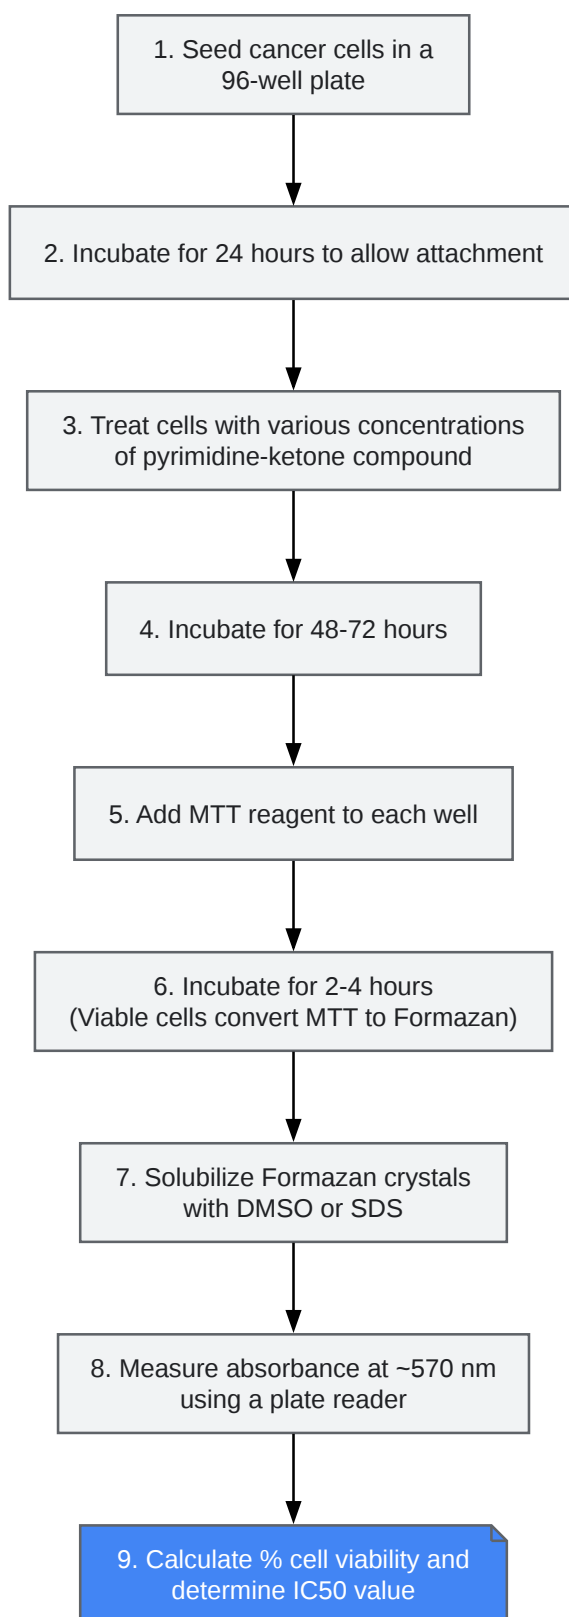 1. Seed cancer cells in a
96-well plate
2. Incubate for 24 hours to allow attachment
3. Treat cells with various concentrations
of pyrimidine-ketone compound
4. Incubate for 48-72 hours
5. Add MTT reagent to each well
6. Incubate for 2-4 hours
(Viable cells convert MTT to Formazan)
7. Solubilize Formazan crystals
with DMSO or SDS
8. Measure absorbance at ~570 nm
using a plate reader
9. Calculate % cell viability and
determine IC50 value